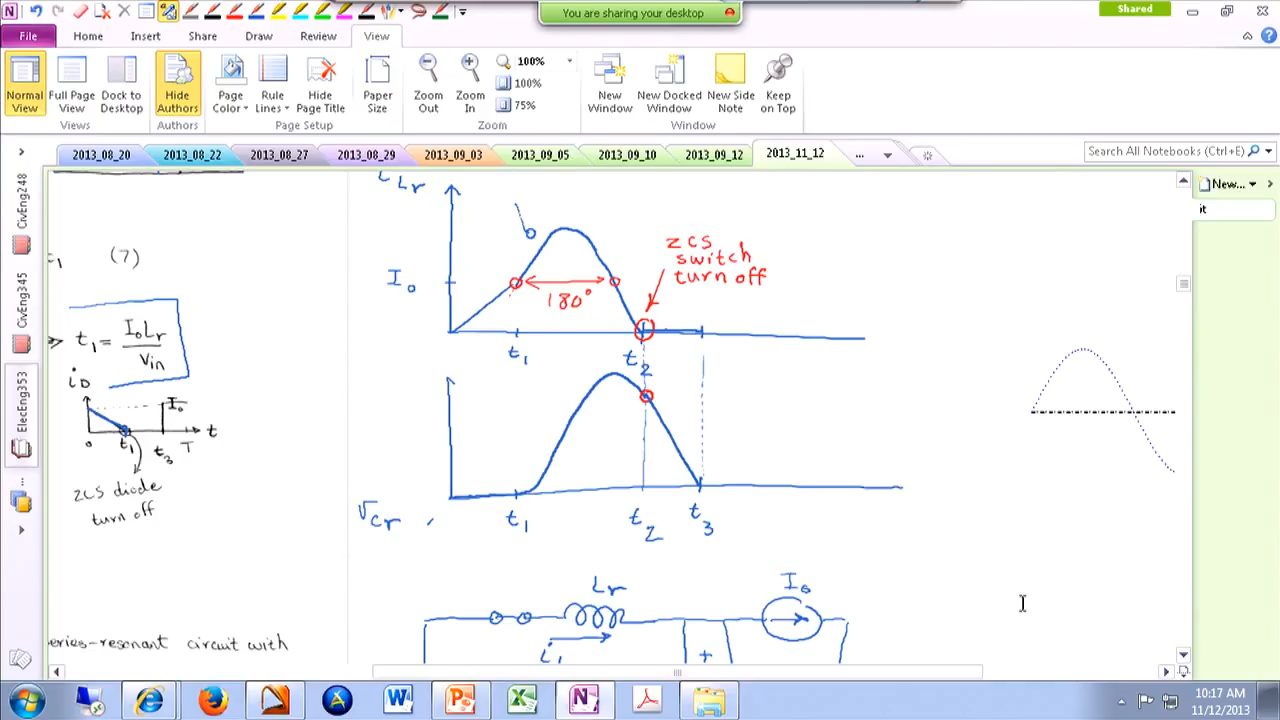 You are sharing your desktop
Shared
File Home Insert Share Draw Review View
Normal View
Full Page View
Dock to Desktop
Views
Hide Authors
Authors
Page Color
Rule Lines
Hide Page Title
Paper Size
Page Setup
Zoom Out
Zoom In
100%
100%
75%
Zoom
New Window
New Docked Window
New Side Note
Keep on Top
Window
2013_08_20 2013_08_22 2013_08_27 2013_08_29 2013_09_03 2013_09_05 2013_09_10 2013_09_12 2013_11_12 ...
Search All Notebooks (Ctrl+E)
New...
CivEng248
CivEng345
ElecEng353
(7)
t1 = IoLr / Vin
iD
Io
o t1 t3 T t
ZCS diode
turn off
eries-resonant circuit with
iLr
Io
180°
ZCS
switch
turn off
t1 t2
VCr
t1 t2 t3
Lr
Io
+
10:17 AM
11/12/2013